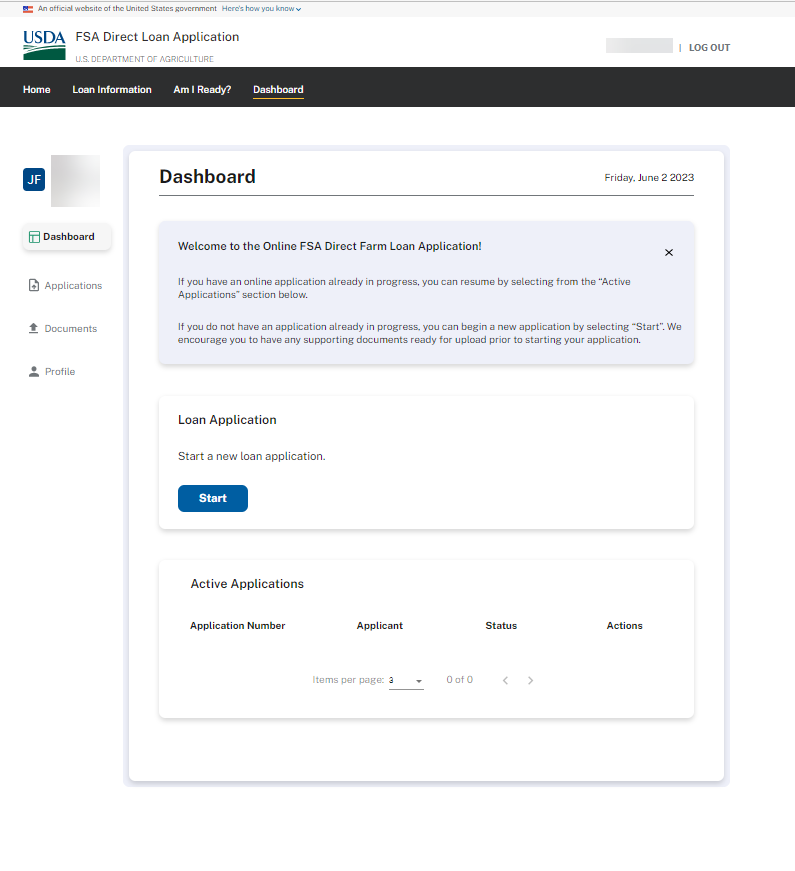 An official website of the United States government Here's how you know
USDA
FSA Direct Loan Application
U.S. DEPARTMENT OF AGRICULTURE
| LOG OUT
Home Loan Information Am I Ready? Dashboard
JF
Dashboard
Applications
Documents
Profile
Dashboard
Friday, June 2 2023
Welcome to the Online FSA Direct Farm Loan Application!
If you have an online application already in progress, you can resume by selecting from the “Active
Applications” section below.
If you do not have an application already in progress, you can begin a new application by selecting “Start”. We
encourage you to have any supporting documents ready for upload prior to starting your application.
Loan Application
Start a new loan application.
Start
Active Applications
Application Number Applicant Status Actions
Items per page: 3 0 of 0